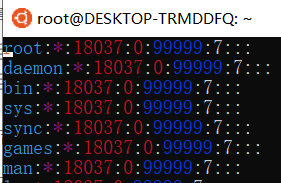 root@DESKTOP-TRMDDFQ: ~
root:*:18037:0:99999:7:::
daemon:*:18037:0:99999:7:::
bin:*:18037:0:99999:7:::
sys:*:18037:0:99999:7:::
sync:*:18037:0:99999:7:::
games:*:18037:0:99999:7:::
man:*:18037:0:99999:7:::